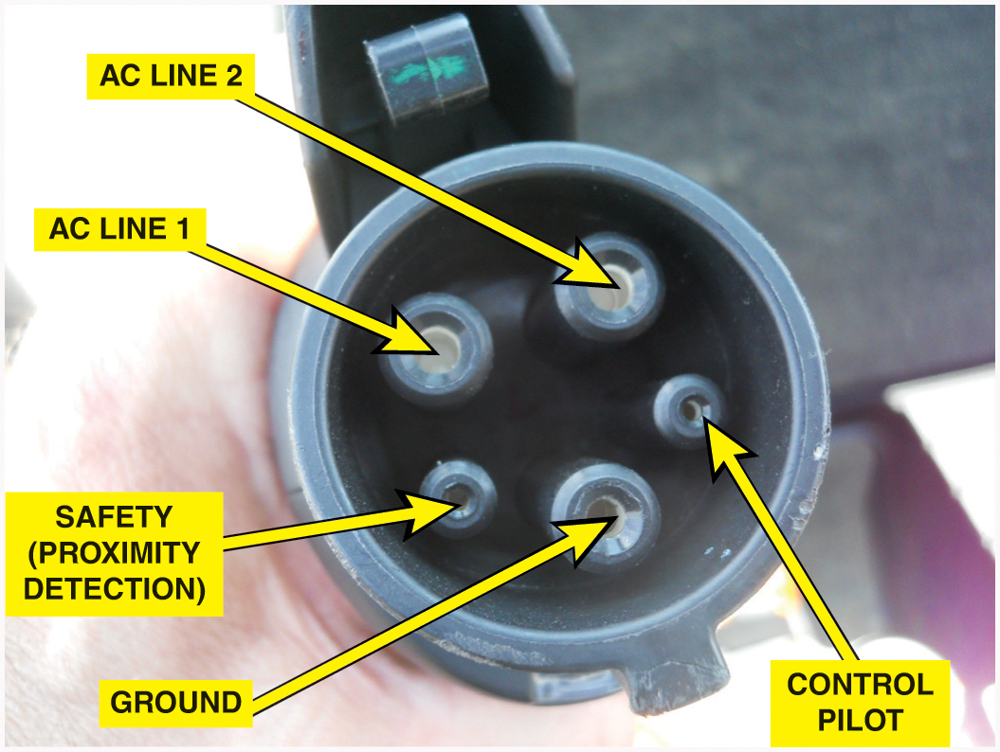 AC LINE 2
AC LINE 1
SAFETY
(PROXIMITY
DETECTION)
GROUND
CONTROL
PILOT